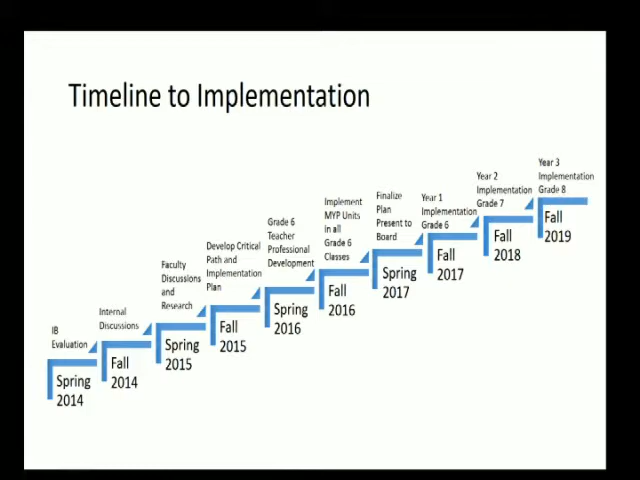 Timeline to Implementation
IB
Evaluation
Spring
2014
Internal
Discussions
Fall
2014
Faculty
Discussions
and
Research
Spring
2015
Develop Critical
Path and
Implementation
Plan
Fall
2015
Grade 6
Teacher
Professional
Development
Spring
2016
Implement
MYP Units
in all
Grade 6
Classes
Fall
2016
Finalize
Plan
Present to
Board
Spring
2017
Year 1
Implementation
Grade 6
Fall
2017
Year 2
Implementation
Grade 7
Fall
2018
Year 3
Implementation
Grade 8
Fall
2019